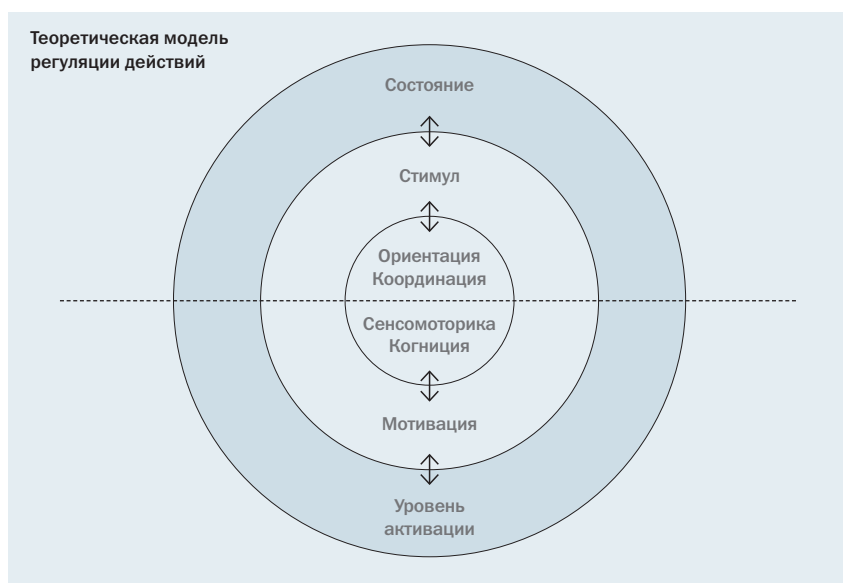 Теоретическая модель
регуляции действий
Состояние
Стимул
Ориентация
Координация
Сенсомоторика
Когниция
Мотивация
Уровень
активации